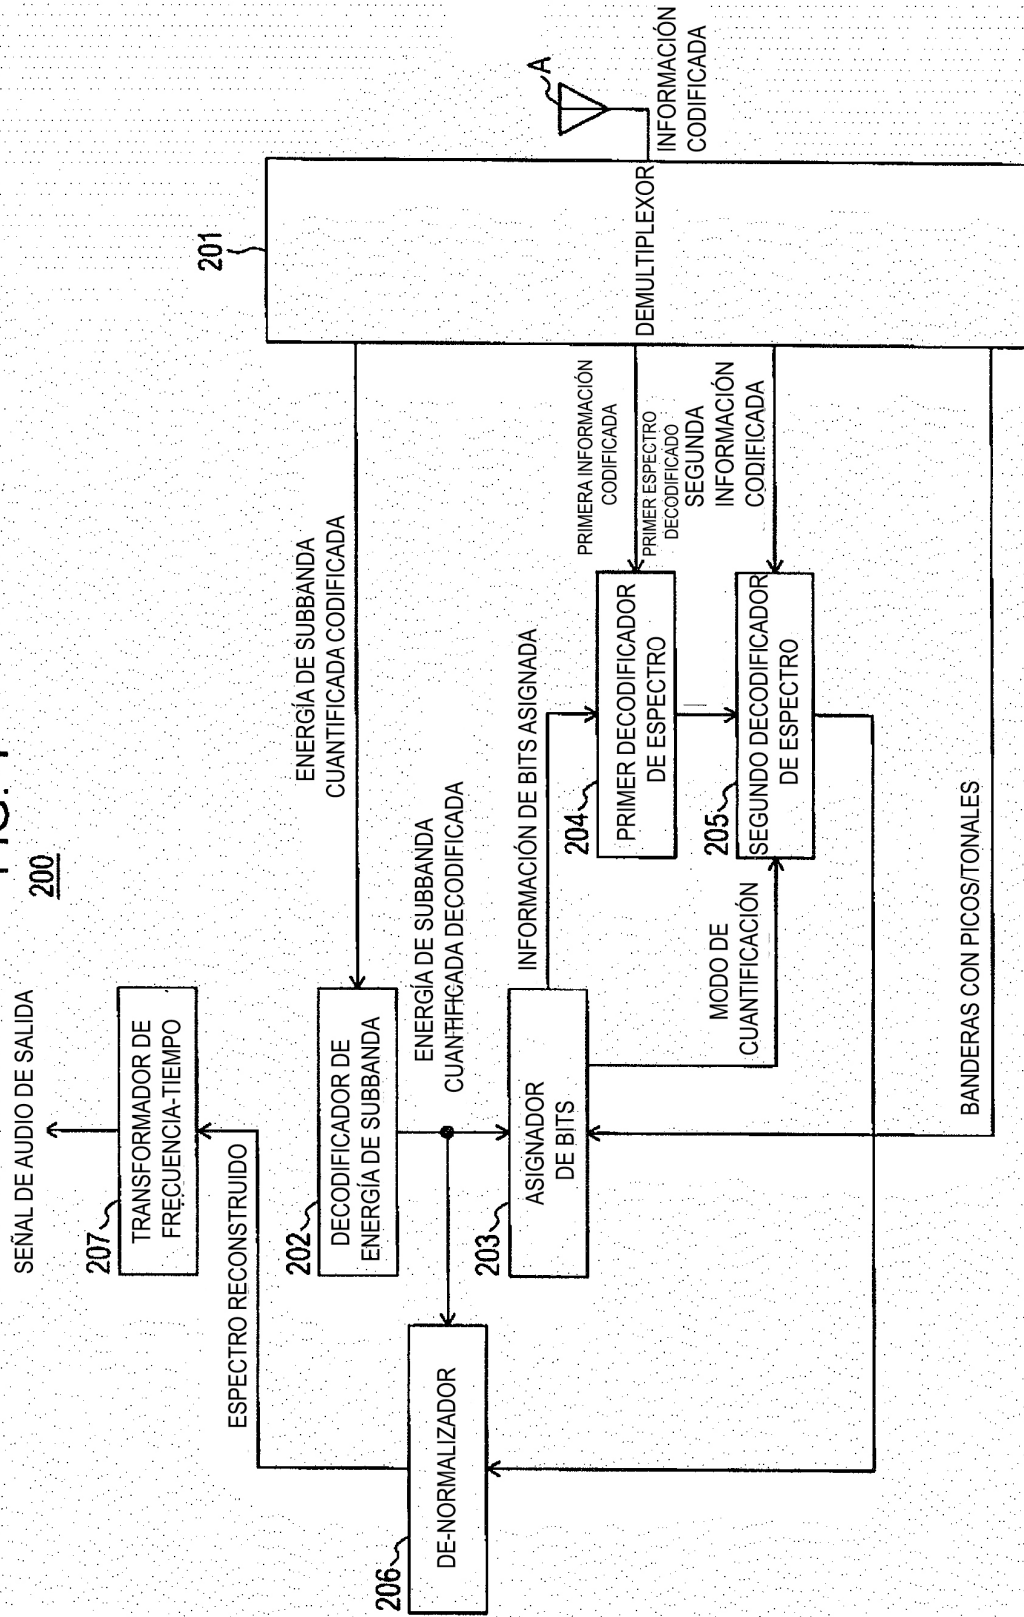 FIG.
200
SEÑAL DE AUDIO DE SALIDA
207
TRANSFORMADOR DE
FRECUENCIA-TIEMPO
201
ESPECTRO RECONSTRUIDO
ENERGÍA DE SUBBANDA
CUANTIFICADA CODIFICADA
202
DECODIFICADOR DE
ENERGÍA DE SUBBANDA
206
DE-NORMALIZADOR
ENERGÍA DE SUBBANDA
CUANTIFICADA DECODIFICADA
203
ASIGNADOR
DE BITS
INFORMACIÓN DE BITS ASIGNADA
A
PRIMERA INFORMACIÓN
CODIFICADA
204
PRIMER DECODIFICADOR
DE ESPECTRO
PRIMER ESPECTRO
DECODIFICADO
DEMULTIPLEXOR
INFORMACIÓN
CODIFICADA
SEGUNDA
INFORMACIÓN
CODIFICADA
MODO DE
CUANTIFICACIÓN
205
SEGUNDO DECODIFICADOR
DE ESPECTRO
BANDERAS CON PICOS/TONALES